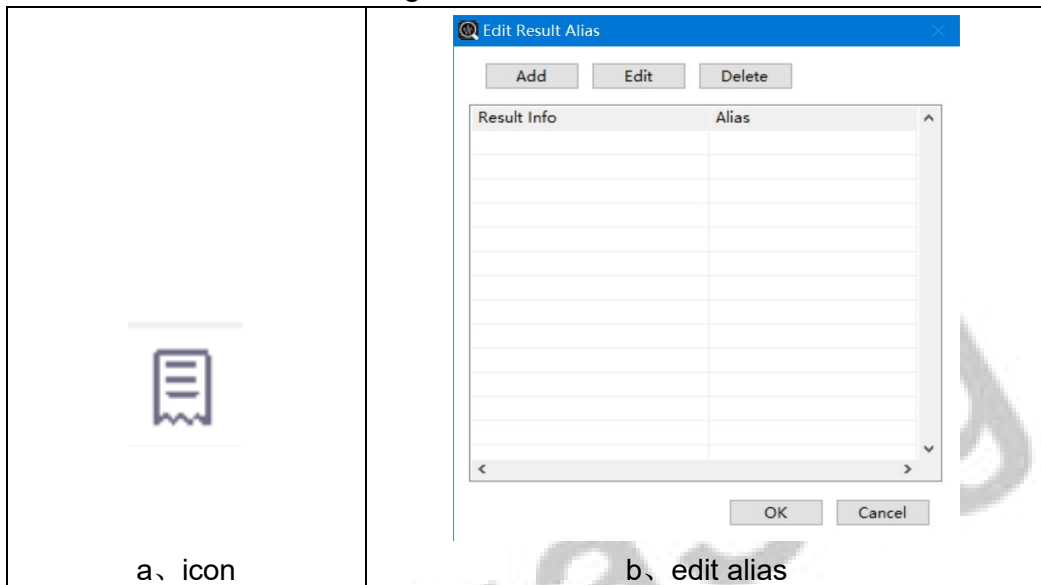 Edit Result Alias
Add Edit Delete
Result Info Alias
OK Cancel
a、icon b、edit alias